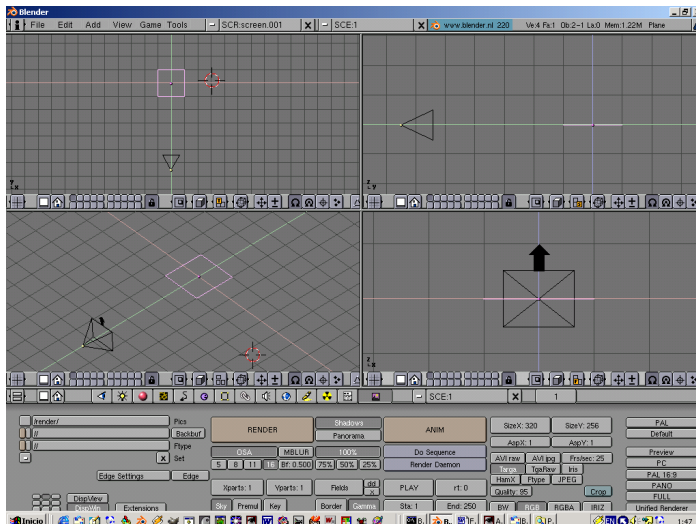 Blender
File Edit Add View Game Tools SCR:screen.001 X SCE:1 X www.blender.nl 220 Ve:4 Fa:1 Ob:2-1 La:0 Mem:1.22M Plane
Y X
Z Y
Z X
SCE:1 X 1
/render/ Pics
// Backbuf
// Ftype
X Set
Edge Settings Edge
DispView
DispWin Extensions
RENDER
Shadows
Panorama
ANIM
OSA MBLUR 100%
5 8 11 16 Bf: 0.500 75% 50% 25%
Do Sequence
Render Daemon
Xparts: 1 Yparts: 1 Fields dd x
PLAY rt: 0
Sky Premul Key Border Gamma
Sta: 1 End: 250
SizeX: 320 SizeY: 256
AspX: 1 AspY: 1
AVI raw AVI jpg Frs/sec: 25
Targa TgaRaw Iris
HamX Ftype JPEG
Quality: 95 Crop
BW RGB RGBA IRIZ
PAL
Default
Preview
PC
PAL 16:9
PANO
FULL
Unified Renderer
Inicio